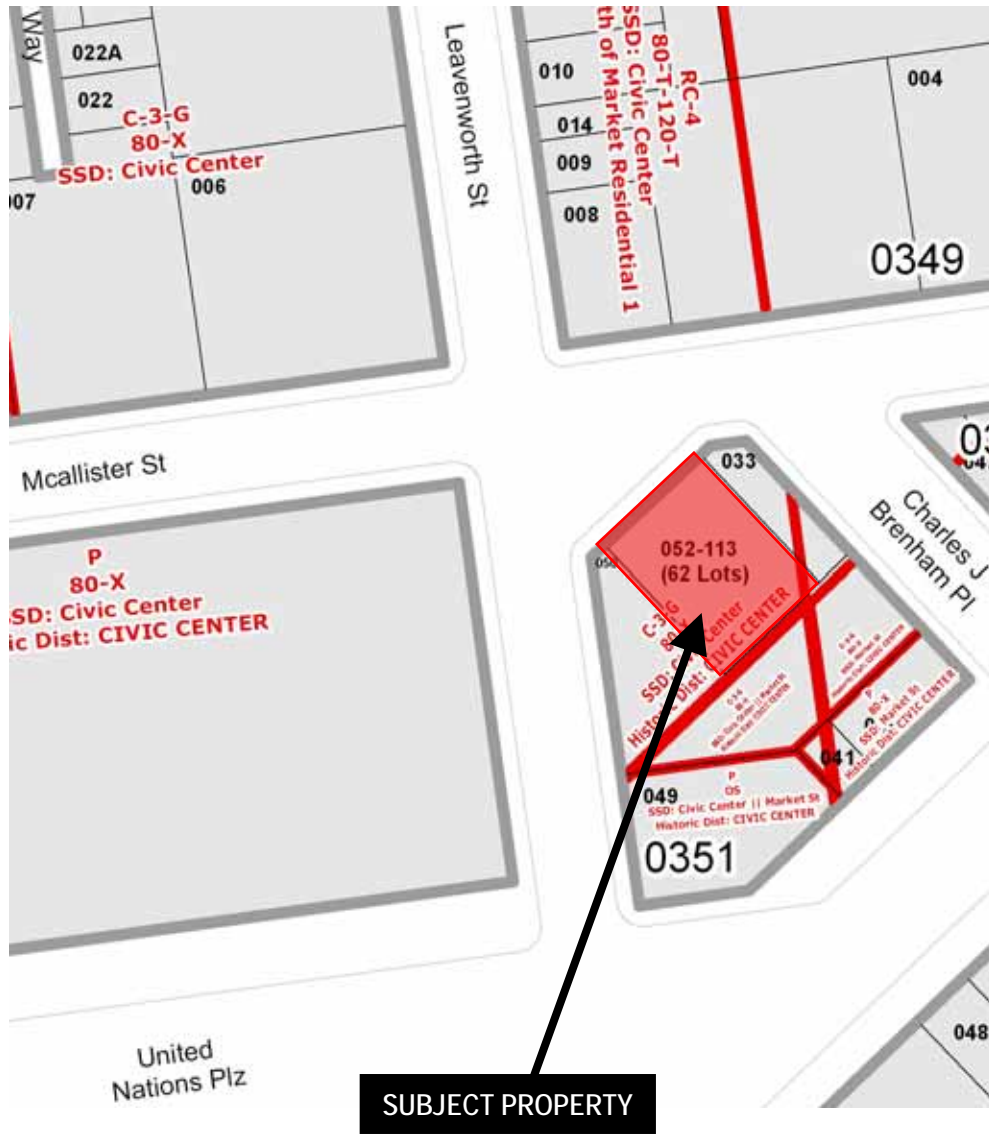 Way
022A
022
C-3-G
80-X
SSD: Civic Center
007
006
Leavenworth St
010
014
009
008
RC-4
80-T-120-T
SSD: Civic Center
th of Market Residential 1
004
0349
Mcallister St
P
80-X
SSD: Civic Center
ic Dist: CIVIC CENTER
033
052-113
(62 Lots)
C-3-G
80-X
SSD: Civic Center
Historic Dist: CIVIC CENTER
Charles J
Brenham Pl
P
80-X
SSD: Market St
Historic Dist: CIVIC CENTER
041
049
P
OS
SSD: Civic Center || Market St
Historic Dist: CIVIC CENTER
0351
048
United
Nations Plz
SUBJECT PROPERTY